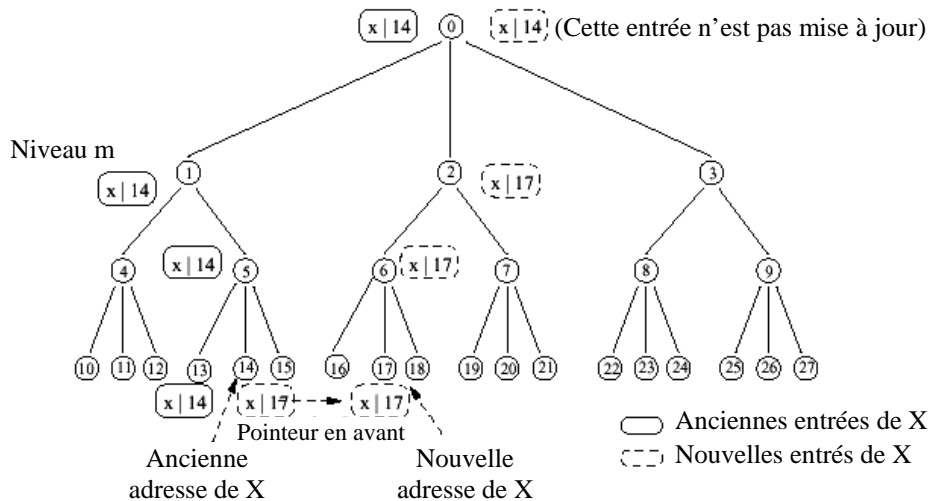 x | 14 0 x | 14 (Cette entrée n’est pas mise à jour)
Niveau m
1 2 3
x | 14 x | 17
4 x | 14 5 6 x | 17 7 8 9
10 11 12 13 14 15 16 17 18 19 20 21 22 23 24 25 26 27
x | 14 x | 17 x | 17
Pointeur en avant
Anciennes entrées de X
Nouvelles entrés de X
Ancienne
adresse de X
Nouvelle
adresse de X